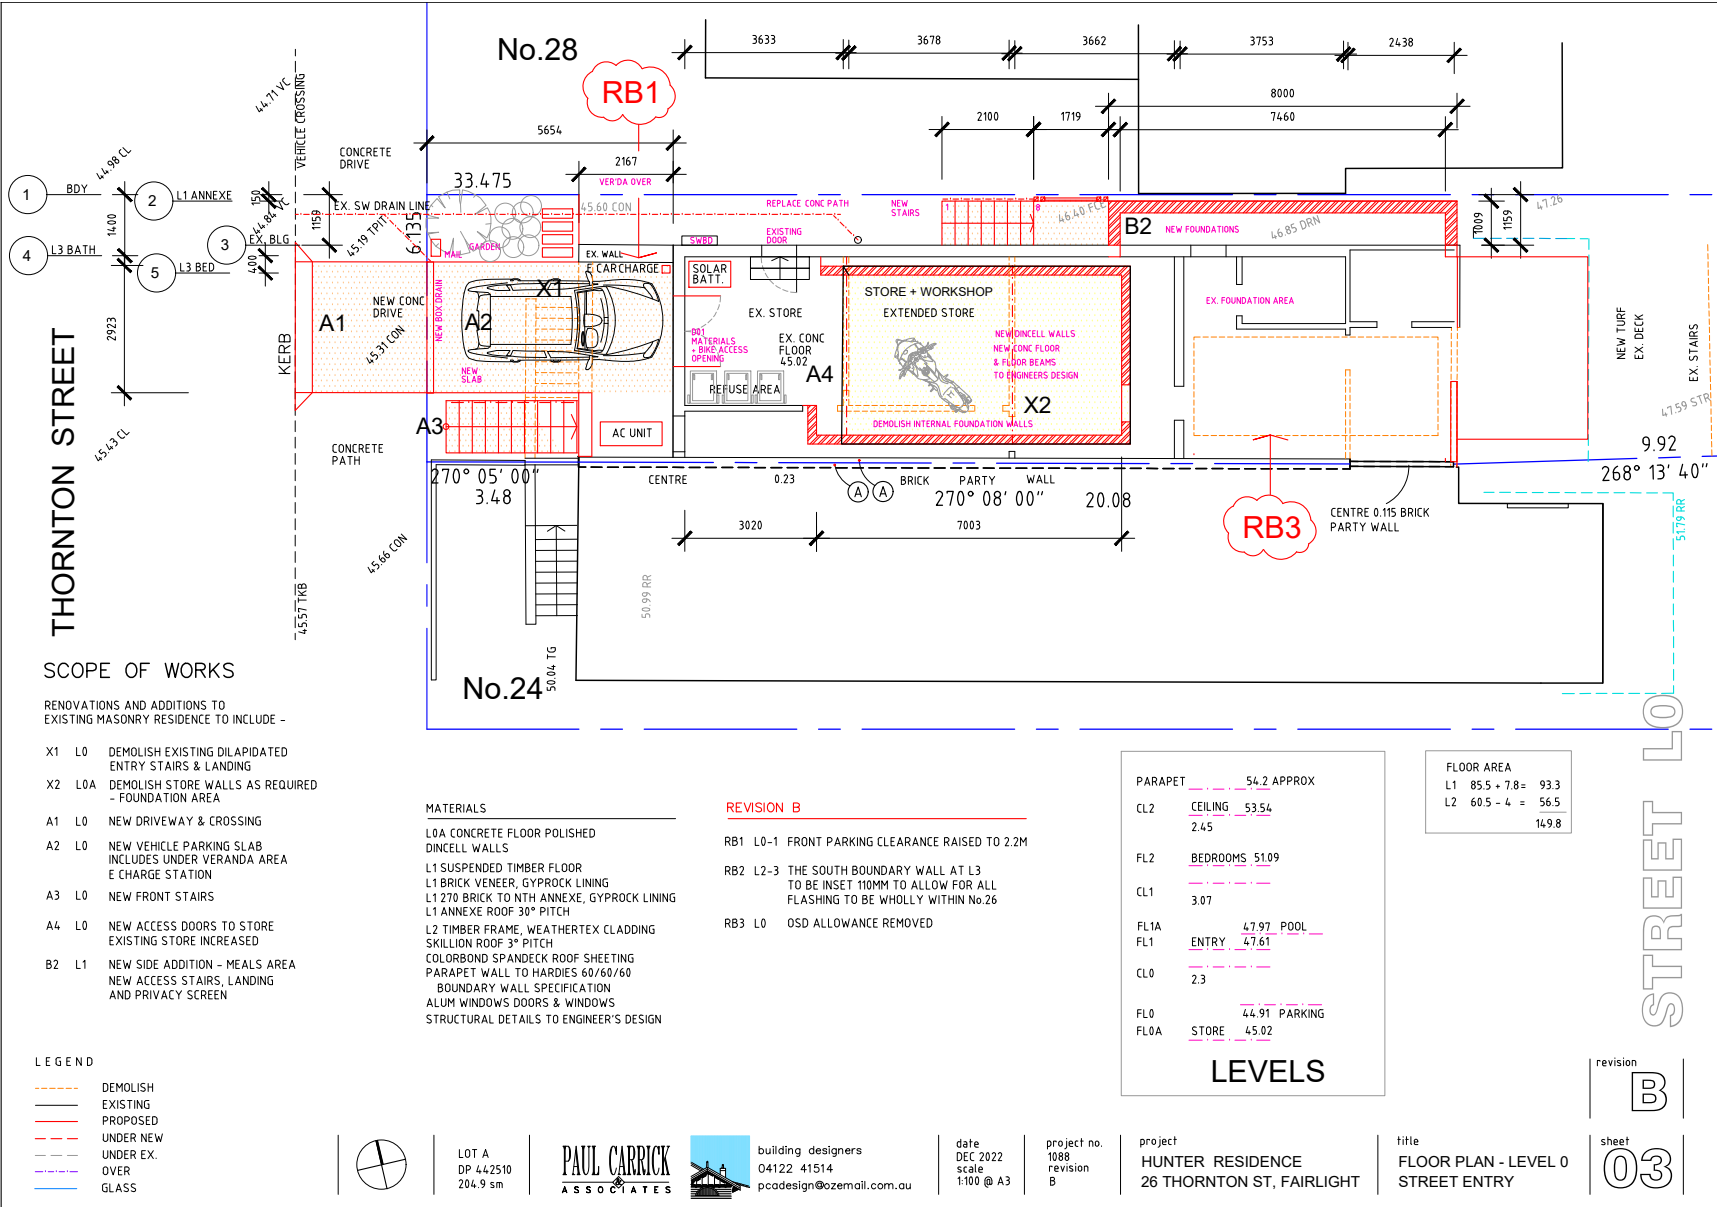 No.28
RB1
3633
3678
3662
3753
2438
8000
7460
2100
1719
5654
2167
VER'DA OVER
33.475
6.135
44.71 VC
VEHICLE CROSSING
44.98 CL
CONCRETE
DRIVE
1 BDY
2 L1 ANNEXE
3 EX. BLG
4 L3 BATH
5 L3 BED
1400
150
1159
400
2923
44.84 VC
EX. SW DRAIN LINE
45.19 TPIT
45.60 CON
REPLACE CONC PATH
NEW
STAIRS
1
8
46.40 FCE
B2
NEW FOUNDATIONS
46.85 DRN
1009
1159
47.26
MAIL
GARDEN
EX. WALL
E CARCHARGE
SWBD
EXISTING
DOOR
SOLAR
BATT.
X1
A1
A2
NEW CONC
DRIVE
45.31 CON
NEW BOX DRAIN
NEW
SLAB
KERB
THORNTON STREET
EX. STORE
EX. CONC
FLOOR
45.02
D01
MATERIALS
+ BIKE ACCESS
OPENING
REFUSE AREA
A4
STORE + WORKSHOP
EXTENDED STORE
NEW DINCELL WALLS
NEW CONC FLOOR
& FLOOR BEAMS
TO ENGINEERS DESIGN
X2
DEMOLISH INTERNAL FOUNDATION WALLS
EX. FOUNDATION AREA
NEW TURF
EX. DECK
EX. STAIRS
47.59 STR
A3
AC UNIT
45.43 CL
CONCRETE
PATH
270° 05' 00"
3.48
CENTRE
0.23
A
A
BRICK
PARTY
WALL
270° 08' 00"
20.08
9.92
268° 13' 40"
RB3
CENTRE 0.115 BRICK
PARTY WALL
51.79 RR
3020
7003
45.66 CON
45.57 TKB
50.99 RR
50.04 TG
No.24
SCOPE OF WORKS
RENOVATIONS AND ADDITIONS TO
EXISTING MASONRY RESIDENCE TO INCLUDE -
X1 L0 DEMOLISH EXISTING DILAPIDATED
ENTRY STAIRS & LANDING
X2 L0A DEMOLISH STORE WALLS AS REQUIRED
- FOUNDATION AREA
A1 L0 NEW DRIVEWAY & CROSSING
A2 L0 NEW VEHICLE PARKING SLAB
INCLUDES UNDER VERANDA AREA
E CHARGE STATION
A3 L0 NEW FRONT STAIRS
A4 L0 NEW ACCESS DOORS TO STORE
EXISTING STORE INCREASED
B2 L1 NEW SIDE ADDITION - MEALS AREA
NEW ACCESS STAIRS, LANDING
AND PRIVACY SCREEN
MATERIALS
L0A CONCRETE FLOOR POLISHED
DINCELL WALLS
L1 SUSPENDED TIMBER FLOOR
L1 BRICK VENEER, GYPROCK LINING
L1 270 BRICK TO NTH ANNEXE, GYPROCK LINING
L1 ANNEXE ROOF 30° PITCH
L2 TIMBER FRAME, WEATHERTEX CLADDING
SKILLION ROOF 3° PITCH
COLORBOND SPANDECK ROOF SHEETING
PARAPET WALL TO HARDIES 60/60/60
BOUNDARY WALL SPECIFICATION
ALUM WINDOWS DOORS & WINDOWS
STRUCTURAL DETAILS TO ENGINEER'S DESIGN
REVISION B
RB1 L0-1 FRONT PARKING CLEARANCE RAISED TO 2.2M
RB2 L2-3 THE SOUTH BOUNDARY WALL AT L3
TO BE INSET 110MM TO ALLOW FOR ALL
FLASHING TO BE WHOLLY WITHIN No.26
RB3 L0 OSD ALLOWANCE REMOVED
PARAPET 54.2 APPROX
CL2 CEILING 53.54
2.45
FL2 BEDROOMS 51.09
CL1
3.07
FL1A 47.97 POOL
FL1 ENTRY 47.61
CL0
2.3
FL0 44.91 PARKING
FL0A STORE 45.02
LEVELS
FLOOR AREA
L1 85.5 + 7.8 = 93.3
L2 60.5 - 4 = 56.5
149.8
STREET L0
LEGEND
DEMOLISH
EXISTING
PROPOSED
UNDER NEW
UNDER EX.
OVER
GLASS
LOT A
DP 442510
204.9 sm
PAUL CARRICK
&
ASSOCIATES
building designers
04122 41514
pcadesign@ozemail.com.au
date
DEC 2022
scale
1:100 @ A3
project no.
1088
revision
B
project
HUNTER RESIDENCE
26 THORNTON ST, FAIRLIGHT
title
FLOOR PLAN - LEVEL 0
STREET ENTRY
revision
B
sheet
03